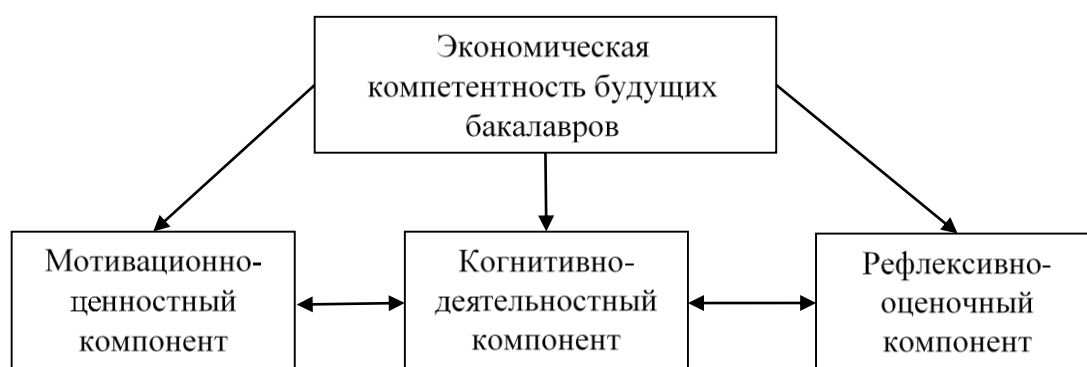 Экономическая
компетентность будущих
бакалавров
Мотивационно-
ценностный
компонент
Когнитивно-
деятельностный
компонент
Рефлексивно-
оценочный
компонент